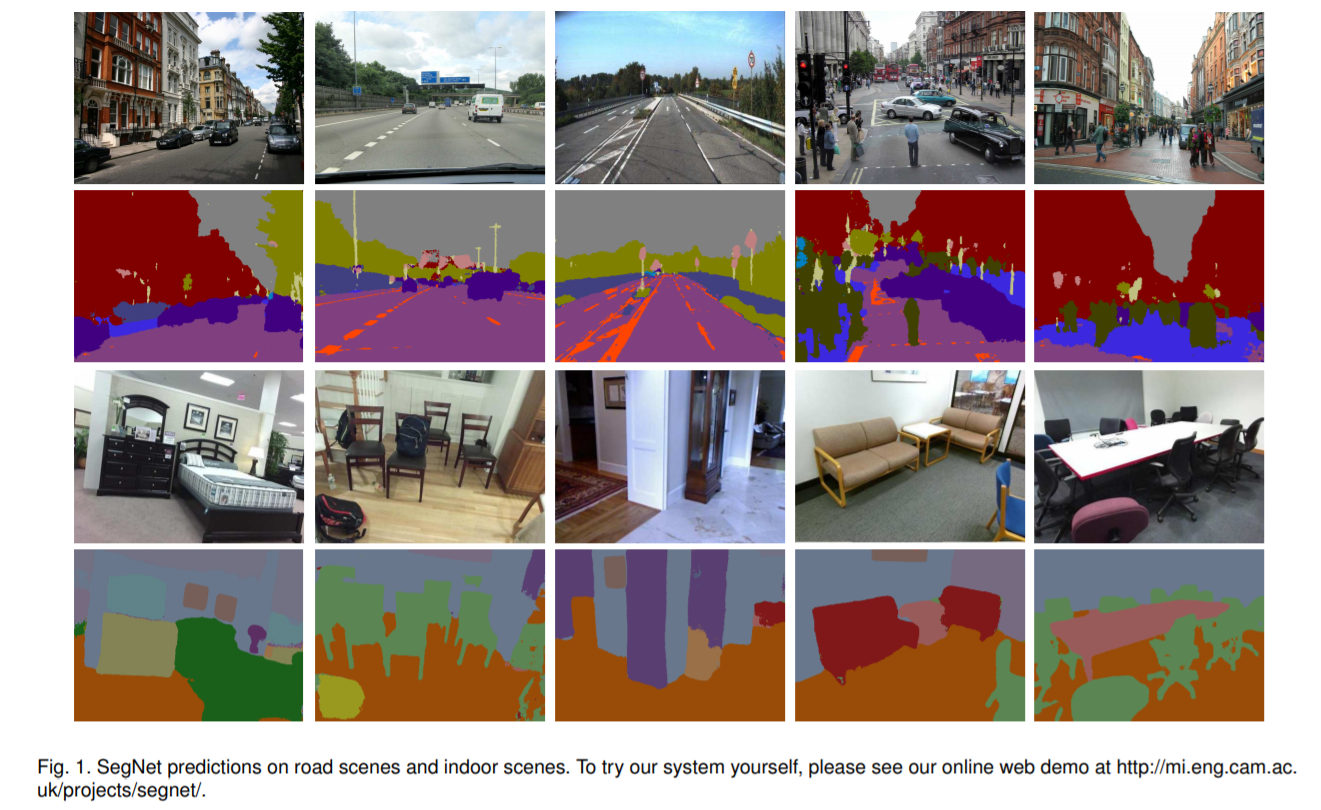 Fig. 1. SegNet predictions on road scenes and indoor scenes. To try our system yourself, please see our online web demo at http://mi.eng.cam.ac.
uk/projects/segnet/.